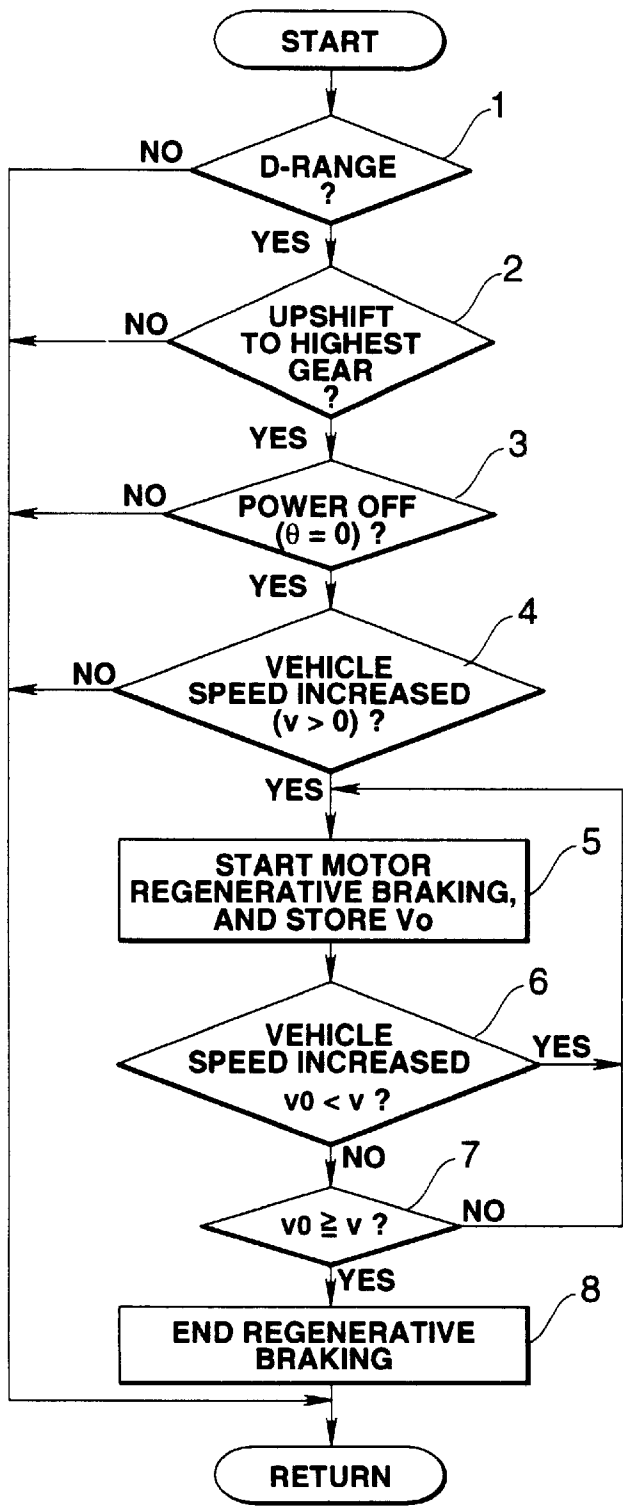 START
1
NO
D-RANGE
?
YES
2
NO
UPSHIFT
TO HIGHEST
GEAR
?
YES
3
NO
POWER OFF
(θ = 0) ?
YES
4
NO
VEHICLE
SPEED INCREASED
(v > 0) ?
YES
5
START MOTOR
REGENERATIVE BRAKING,
AND STORE Vo
6
VEHICLE
SPEED INCREASED
YES
v0 < v ?
NO
7
v0 ≧ v ?
NO
YES
8
END REGENERATIVE
BRAKING
RETURN